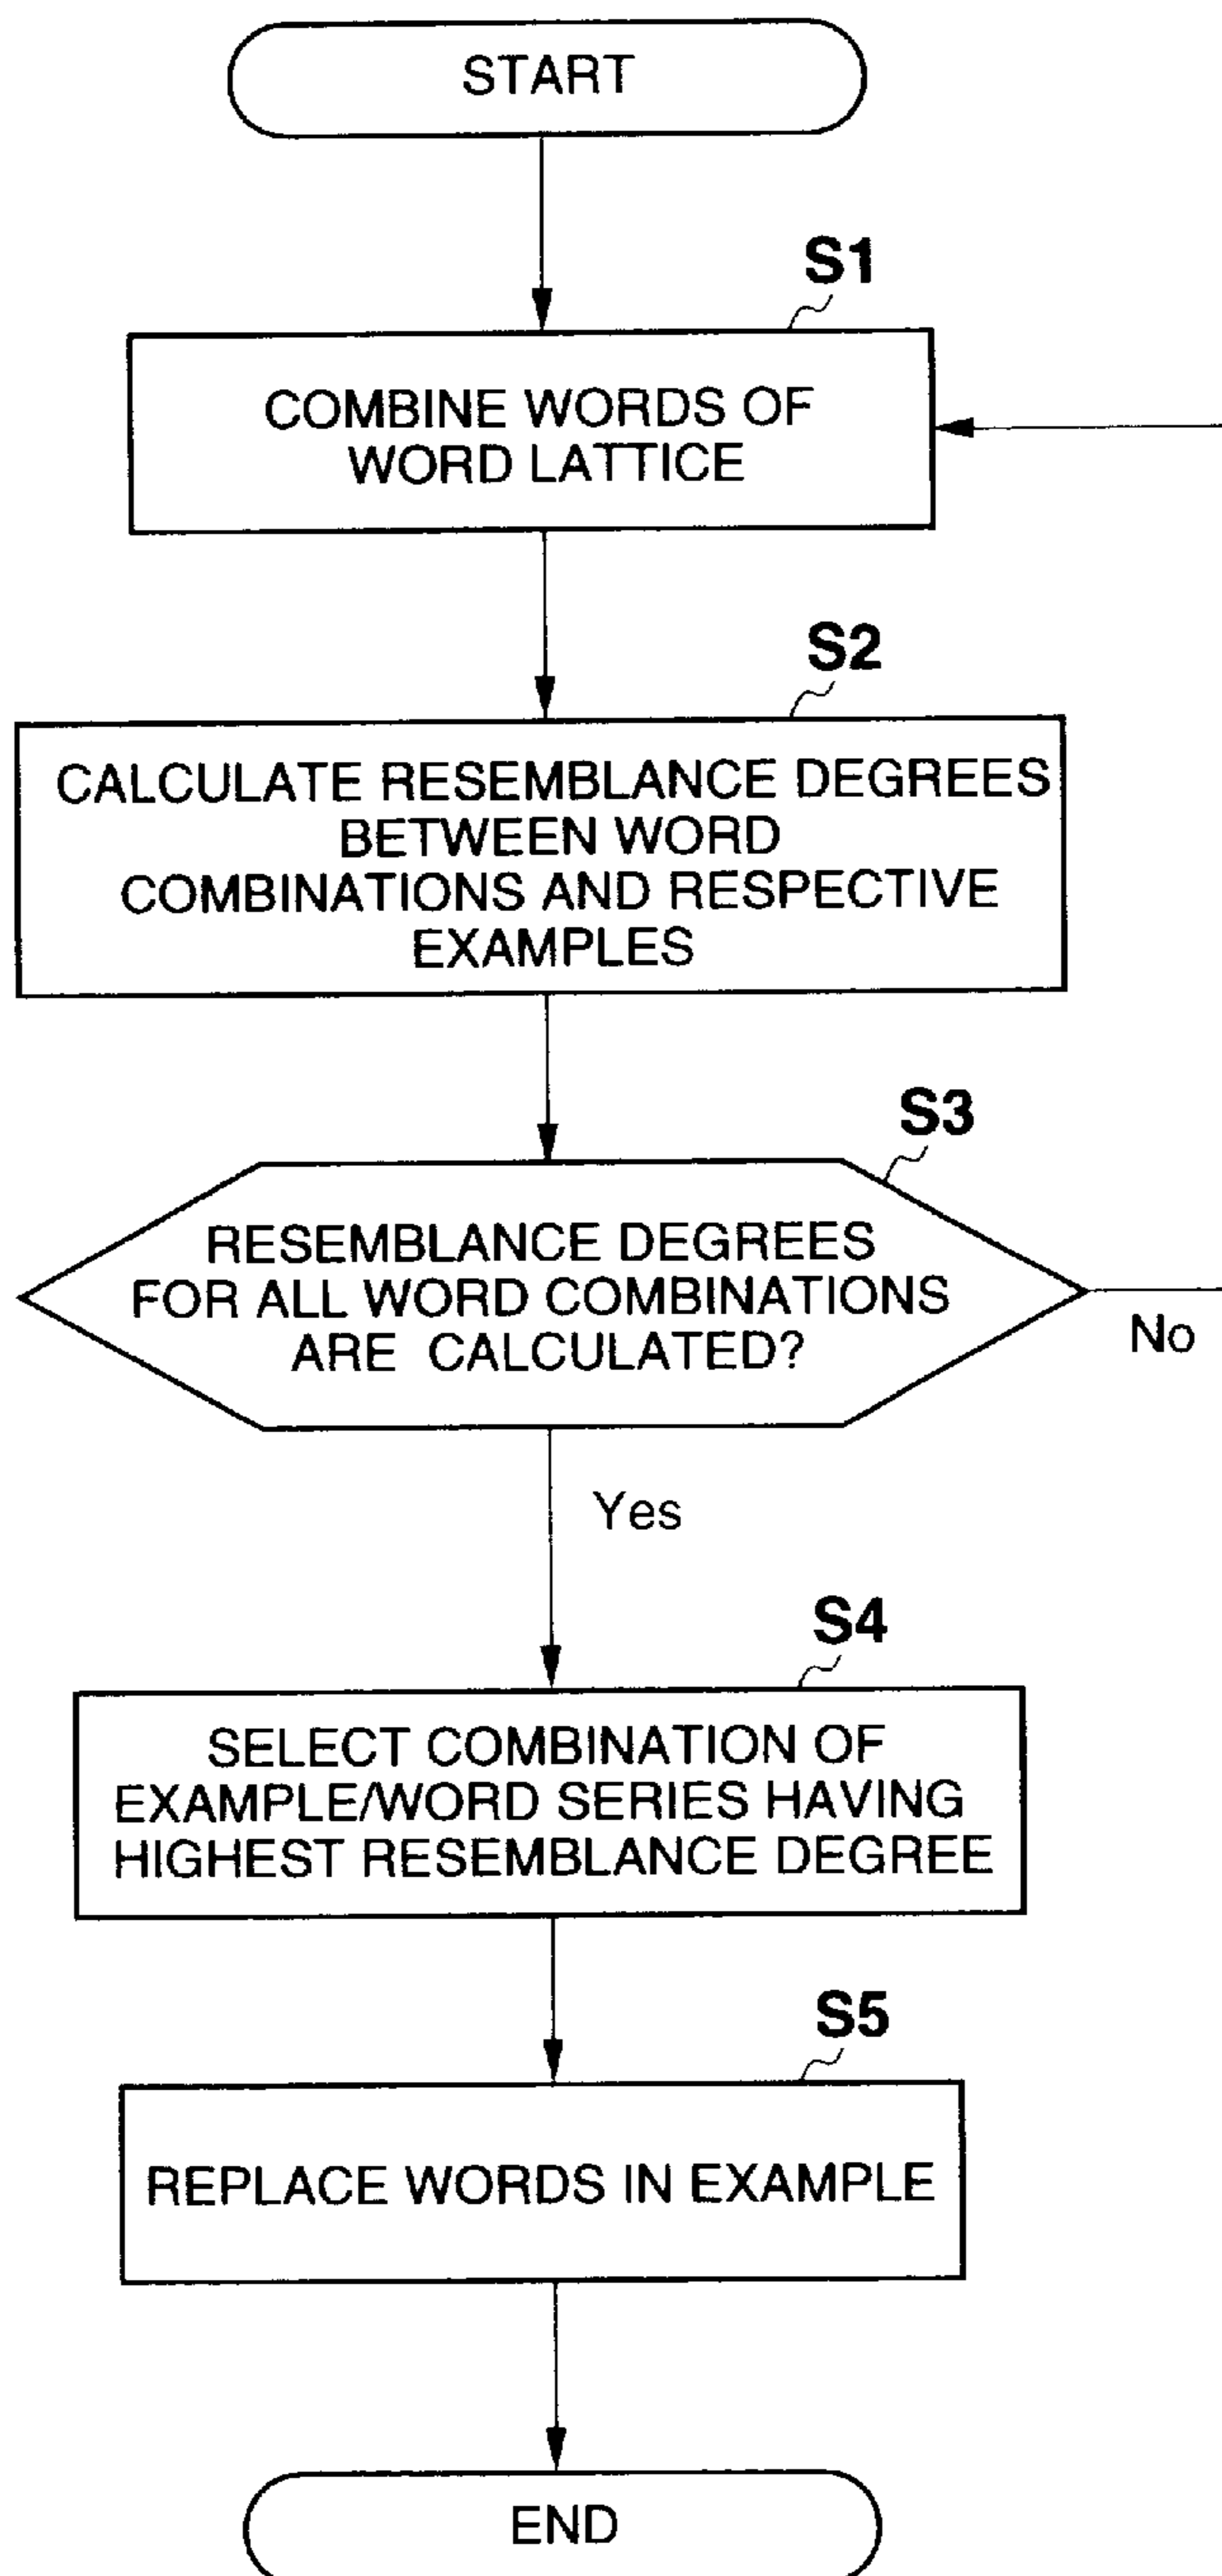 START
S1
COMBINE WORDS OF
WORD LATTICE
S2
CALCULATE RESEMBLANCE DEGREES
BETWEEN WORD
COMBINATIONS AND RESPECTIVE
EXAMPLES
S3
RESEMBLANCE DEGREES
FOR ALL WORD COMBINATIONS
ARE CALCULATED?
No
Yes
S4
SELECT COMBINATION OF
EXAMPLE/WORD SERIES HAVING
HIGHEST RESEMBLANCE DEGREE
S5
REPLACE WORDS IN EXAMPLE
END